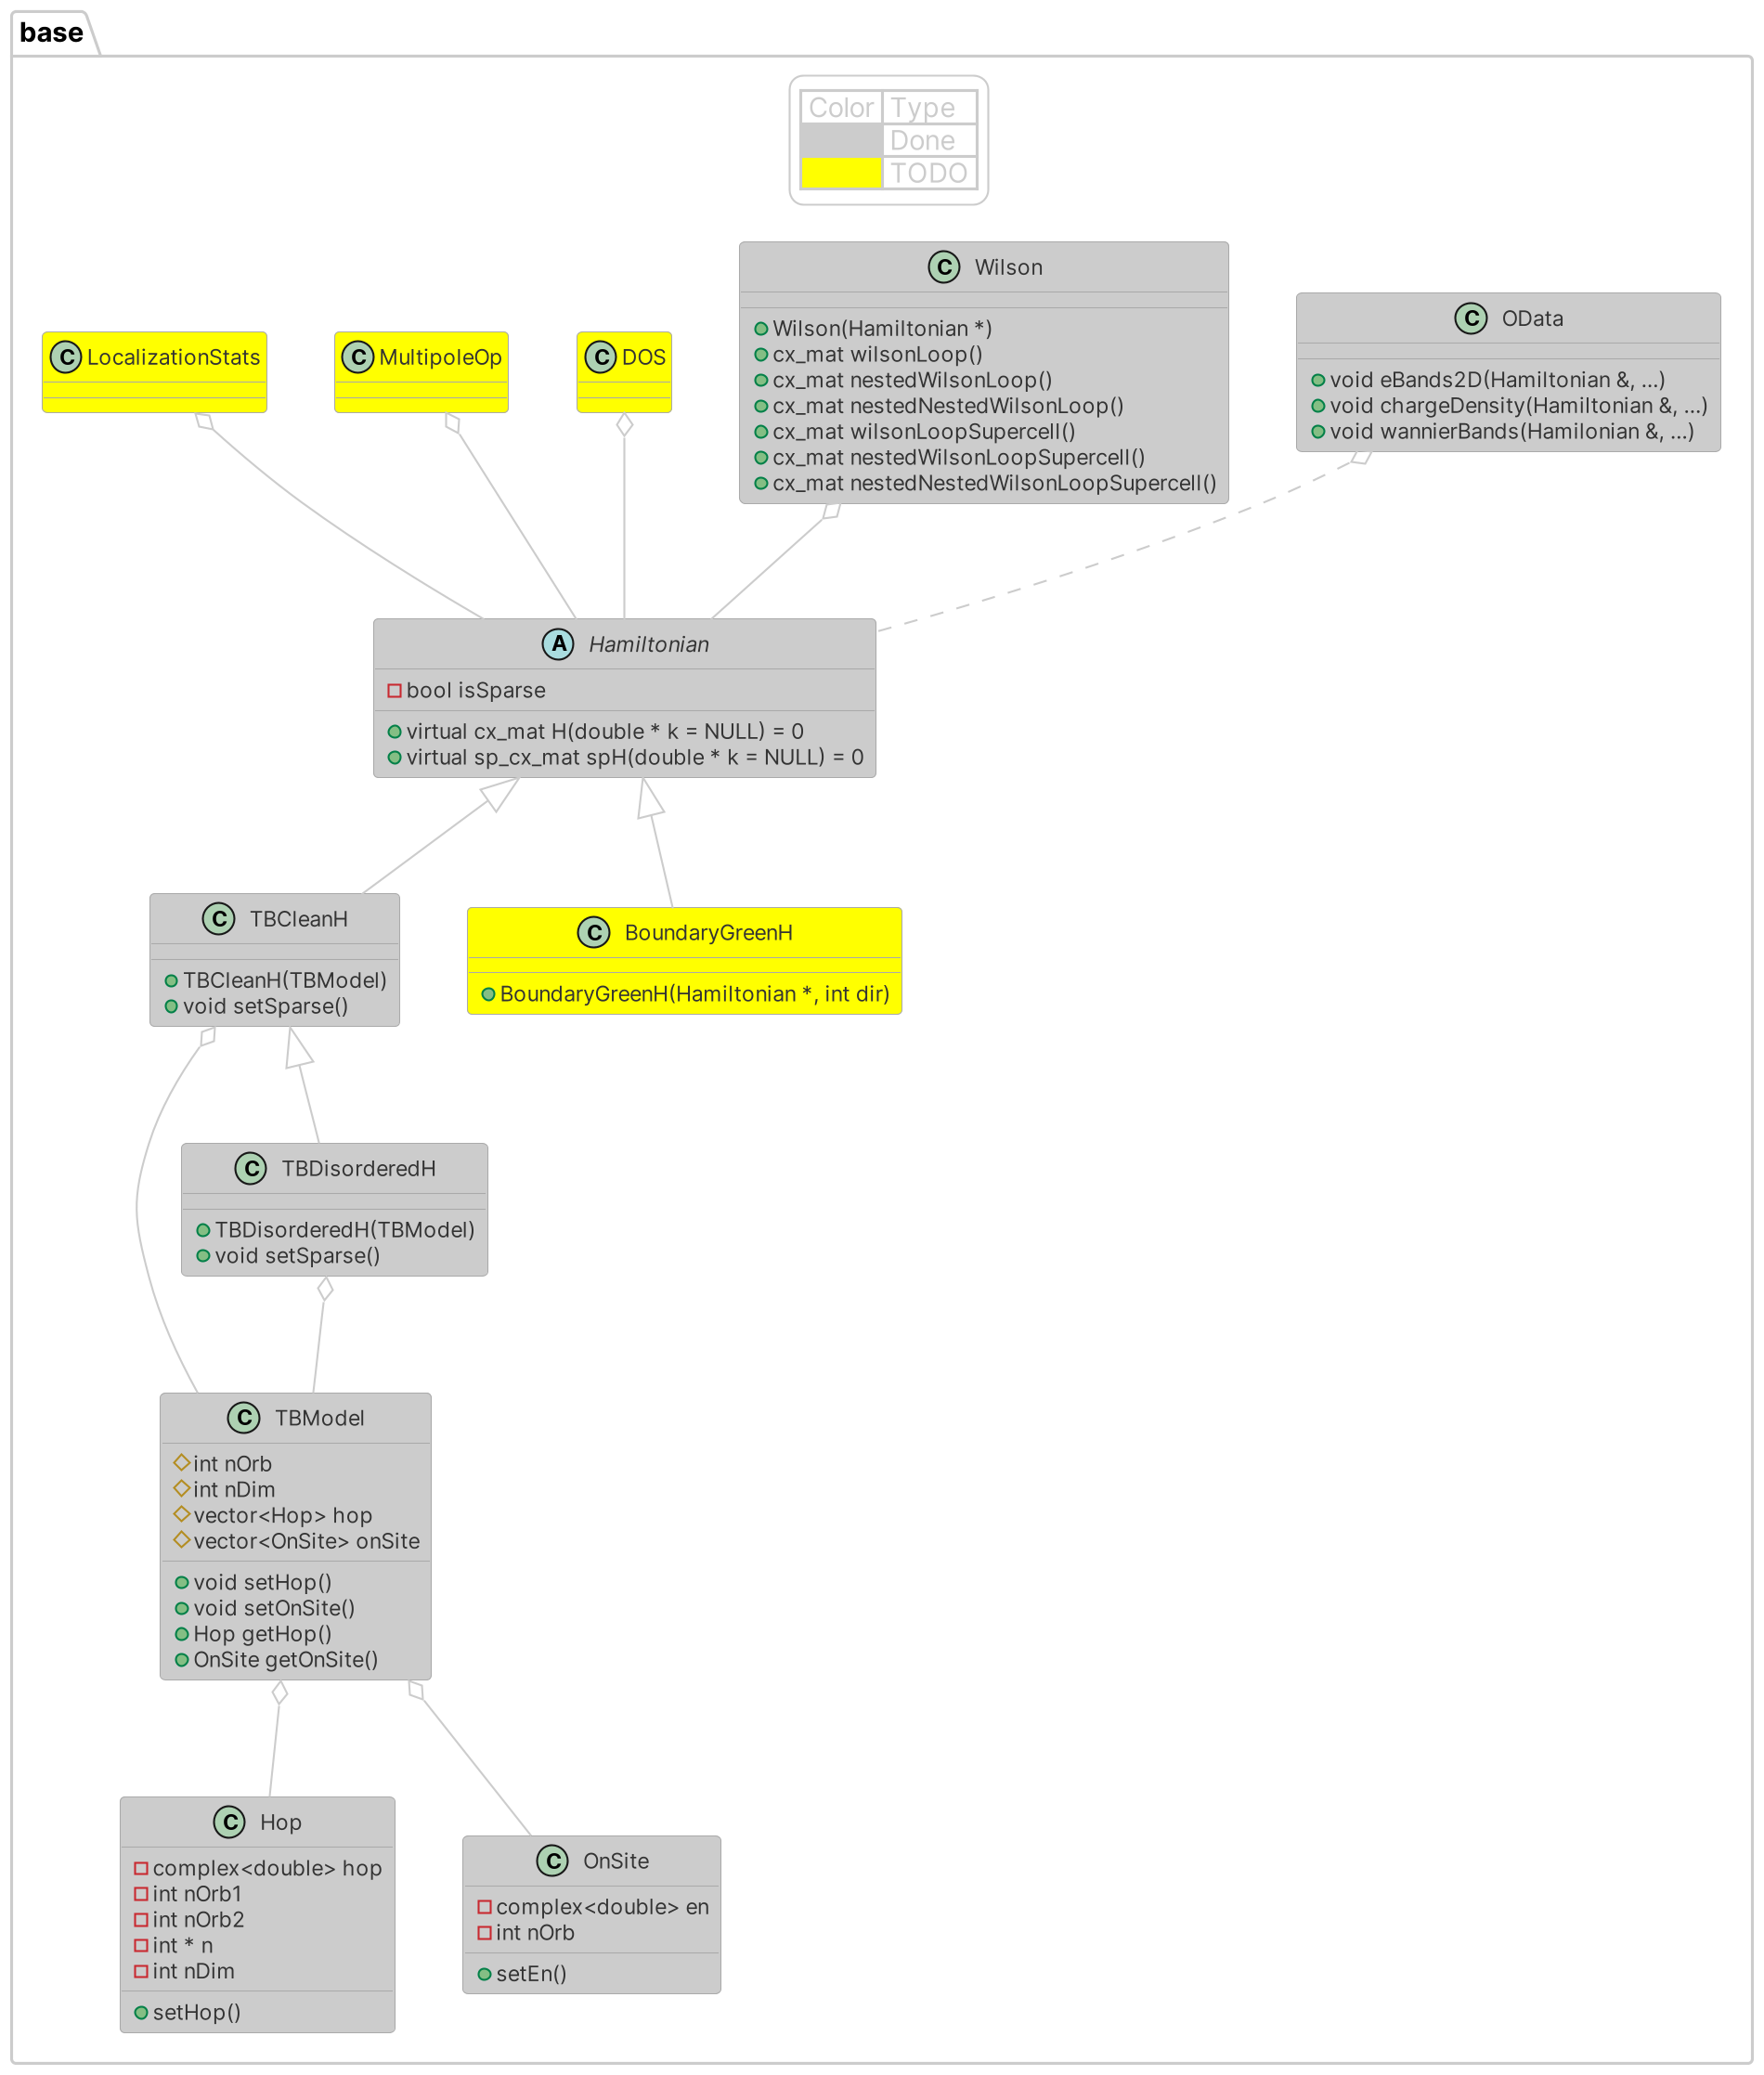 base
Color Type
Done
TODO
C Wilson
Wilson(Hamiltonian *)
cx_mat wilsonLoop()
cx_mat nestedWilsonLoop()
cx_mat nestedNestedWilsonLoop()
cx_mat wilsonLoopSupercell()
cx_mat nestedWilsonLoopSupercell()
cx_mat nestedNestedWilsonLoopSupercell()
C OData
void eBands2D(Hamiltonian &, ...)
void chargeDensity(Hamiltonian &, ...)
void wannierBands(Hamilonian &, ...)
C LocalizationStats
C MultipoleOp
C DOS
A Hamiltonian
bool isSparse
virtual cx_mat H(double * k = NULL) = 0
virtual sp_cx_mat spH(double * k = NULL) = 0
C TBCleanH
TBCleanH(TBModel)
void setSparse()
C BoundaryGreenH
BoundaryGreenH(Hamiltonian *, int dir)
C TBDisorderedH
TBDisorderedH(TBModel)
void setSparse()
C TBModel
int nOrb
int nDim
vector<Hop> hop
vector<OnSite> onSite
void setHop()
void setOnSite()
Hop getHop()
OnSite getOnSite()
C Hop
complex<double> hop
int nOrb1
int nOrb2
int * n
int nDim
setHop()
C OnSite
complex<double> en
int nOrb
setEn()